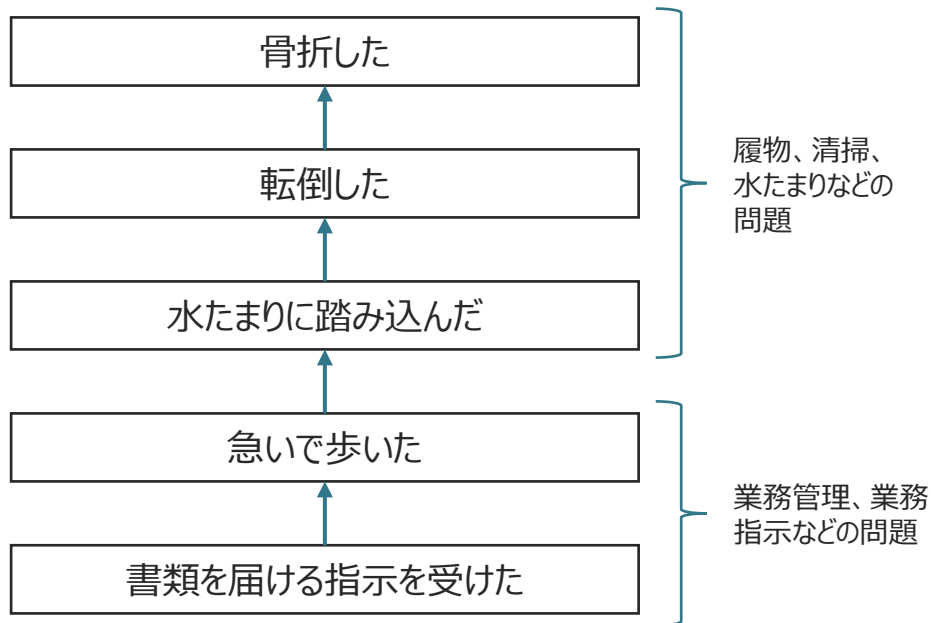 骨折した
転倒した
水たまりに踏み込んだ
履物、清掃、
水たまりなどの
問題
急いで歩いた
書類を届ける指示を受けた
業務管理、業務
指示などの問題